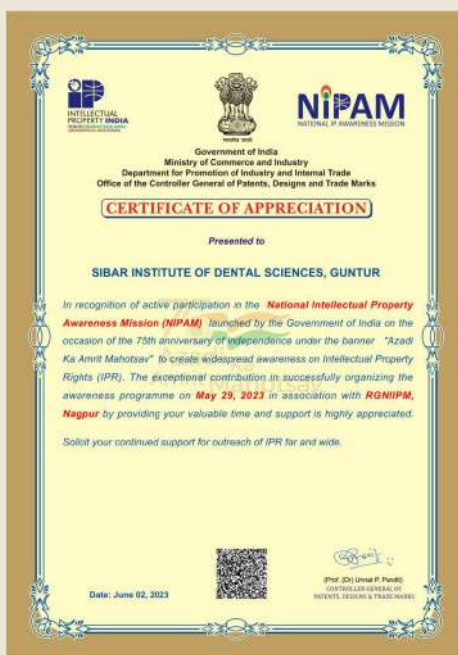 INTELLECTUAL
PROPERTY INDIA
सत्यमेव जयते
NiPAM
NATIONAL IP AWARENESS MISSION
Government of India
Ministry of Commerce and Industry
Department for Promotion of Industry and Internal Trade
Office of the Controller General of Patents, Designs and Trade Marks
CERTIFICATE OF APPRECIATION
Presented to
SIBAR INSTITUTE OF DENTAL SCIENCES, GUNTUR
In recognition of active participation in the National Intellectual Property
Awareness Mission (NIPAM) launched by the Government of India on the
occasion of the 75th anniversary of independence under the banner "Azadi
Ka Amrit Mahotsav" to create widespread awareness on Intellectual Property
Rights (IPR). The exceptional contribution in successfully organizing the
awareness programme on May 29, 2023 in association with RGNIIPM,
Nagpur by providing your valuable time and support is highly appreciated.
Solicit your continued support for outreach of IPR far and wide.
Date: June 02, 2023
(Prof. (Dr) Unnat P. Pandit)
CONTROLLER GENERAL OF
PATENTS, DESIGNS & TRADE MARKS